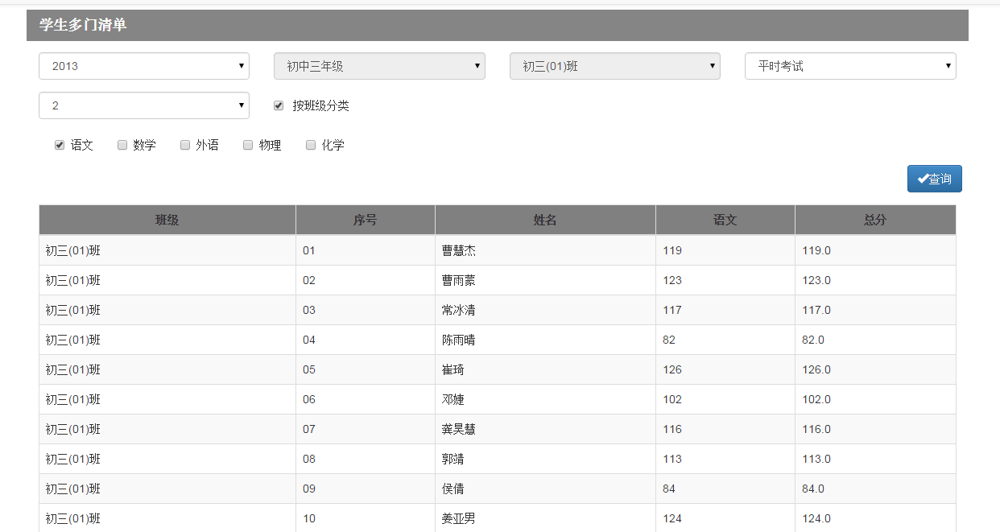 学生多门清单
2013 初中三年级 初三(01)班 平时考试
2 按班级分类
语文 数学 外语 物理 化学
查询
班级 序号 姓名 语文 总分
初三(01)班 01 曹慧杰 119 119.0
初三(01)班 02 曹雨蒙 123 123.0
初三(01)班 03 常冰清 117 117.0
初三(01)班 04 陈雨晴 82 82.0
初三(01)班 05 崔琦 126 126.0
初三(01)班 06 邓婕 102 102.0
初三(01)班 07 龚昊慧 116 116.0
初三(01)班 08 郭靖 113 113.0
初三(01)班 09 侯倩 84 84.0
初三(01)班 10 姜亚男 124 124.0